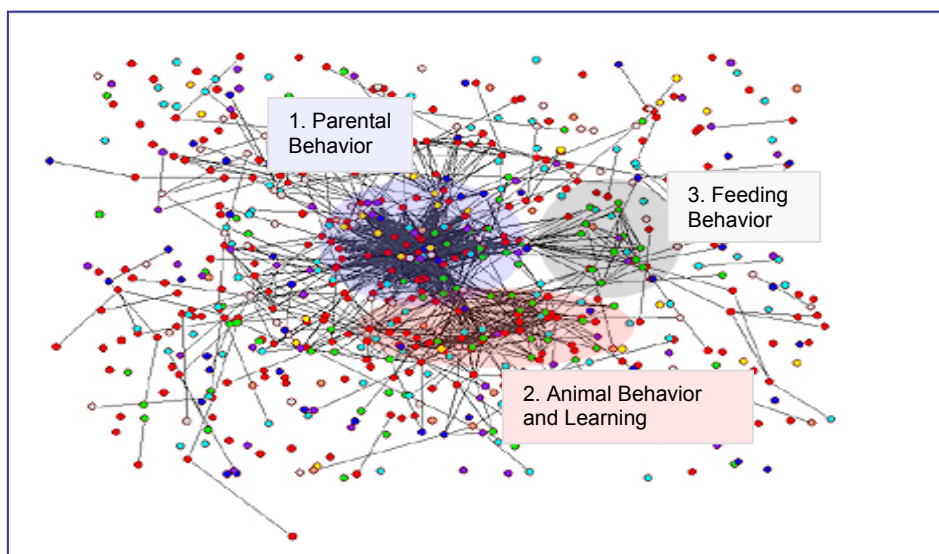 1. Parental
Behavior
3. Feeding
Behavior
2. Animal Behavior
and Learning